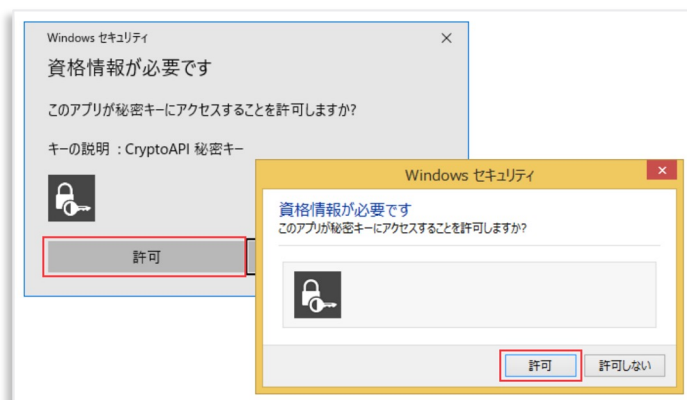 Windows セキュリティ
資格情報が必要です
このアプリが秘密キーにアクセスすることを許可しますか?
キーの説明 : CryptoAPI 秘密キー
許可
Windows セキュリティ
資格情報が必要です
このアプリが秘密キーにアクセスすることを許可しますか?
許可
許可しない